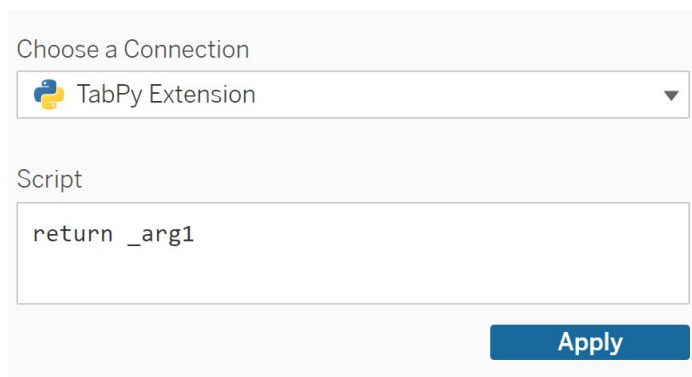 Choose a Connection
TabPy Extension
Script
return _arg1
Apply